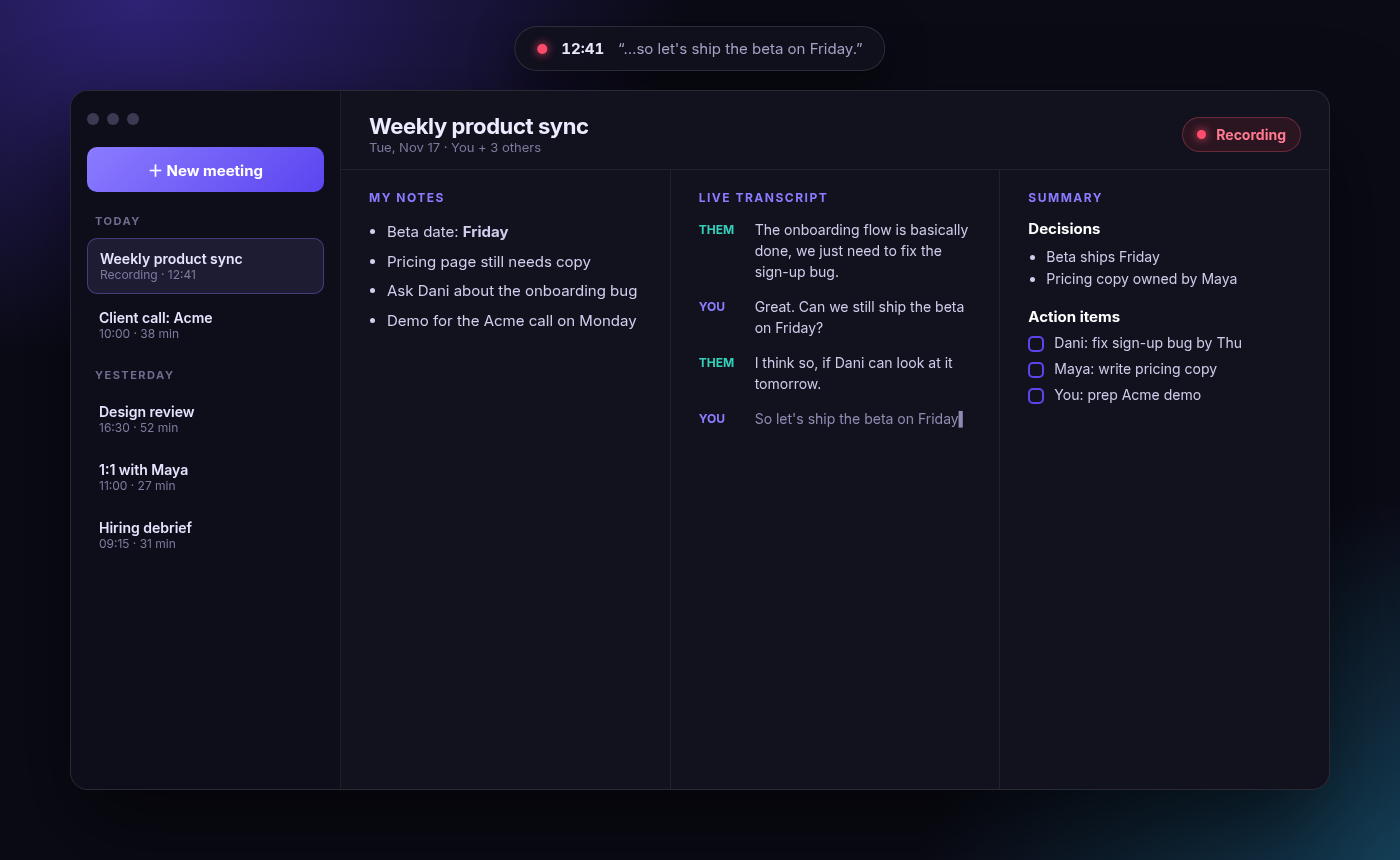 12:41 “…so let's ship the beta on Friday.”
+ New meeting
TODAY
Weekly product sync
Recording · 12:41
Client call: Acme
10:00 · 38 min
YESTERDAY
Design review
16:30 · 52 min
1:1 with Maya
11:00 · 27 min
Hiring debrief
09:15 · 31 min
Weekly product sync
Tue, Nov 17 · You + 3 others
Recording
MY NOTES
• Beta date: Friday
• Pricing page still needs copy
• Ask Dani about the onboarding bug
• Demo for the Acme call on Monday
LIVE TRANSCRIPT
THEM The onboarding flow is basically
done, we just need to fix the
sign-up bug.
YOU Great. Can we still ship the beta
on Friday?
THEM I think so, if Dani can look at it
tomorrow.
YOU So let's ship the beta on Friday
SUMMARY
Decisions
• Beta ships Friday
• Pricing copy owned by Maya
Action items
Dani: fix sign-up bug by Thu
Maya: write pricing copy
You: prep Acme demo